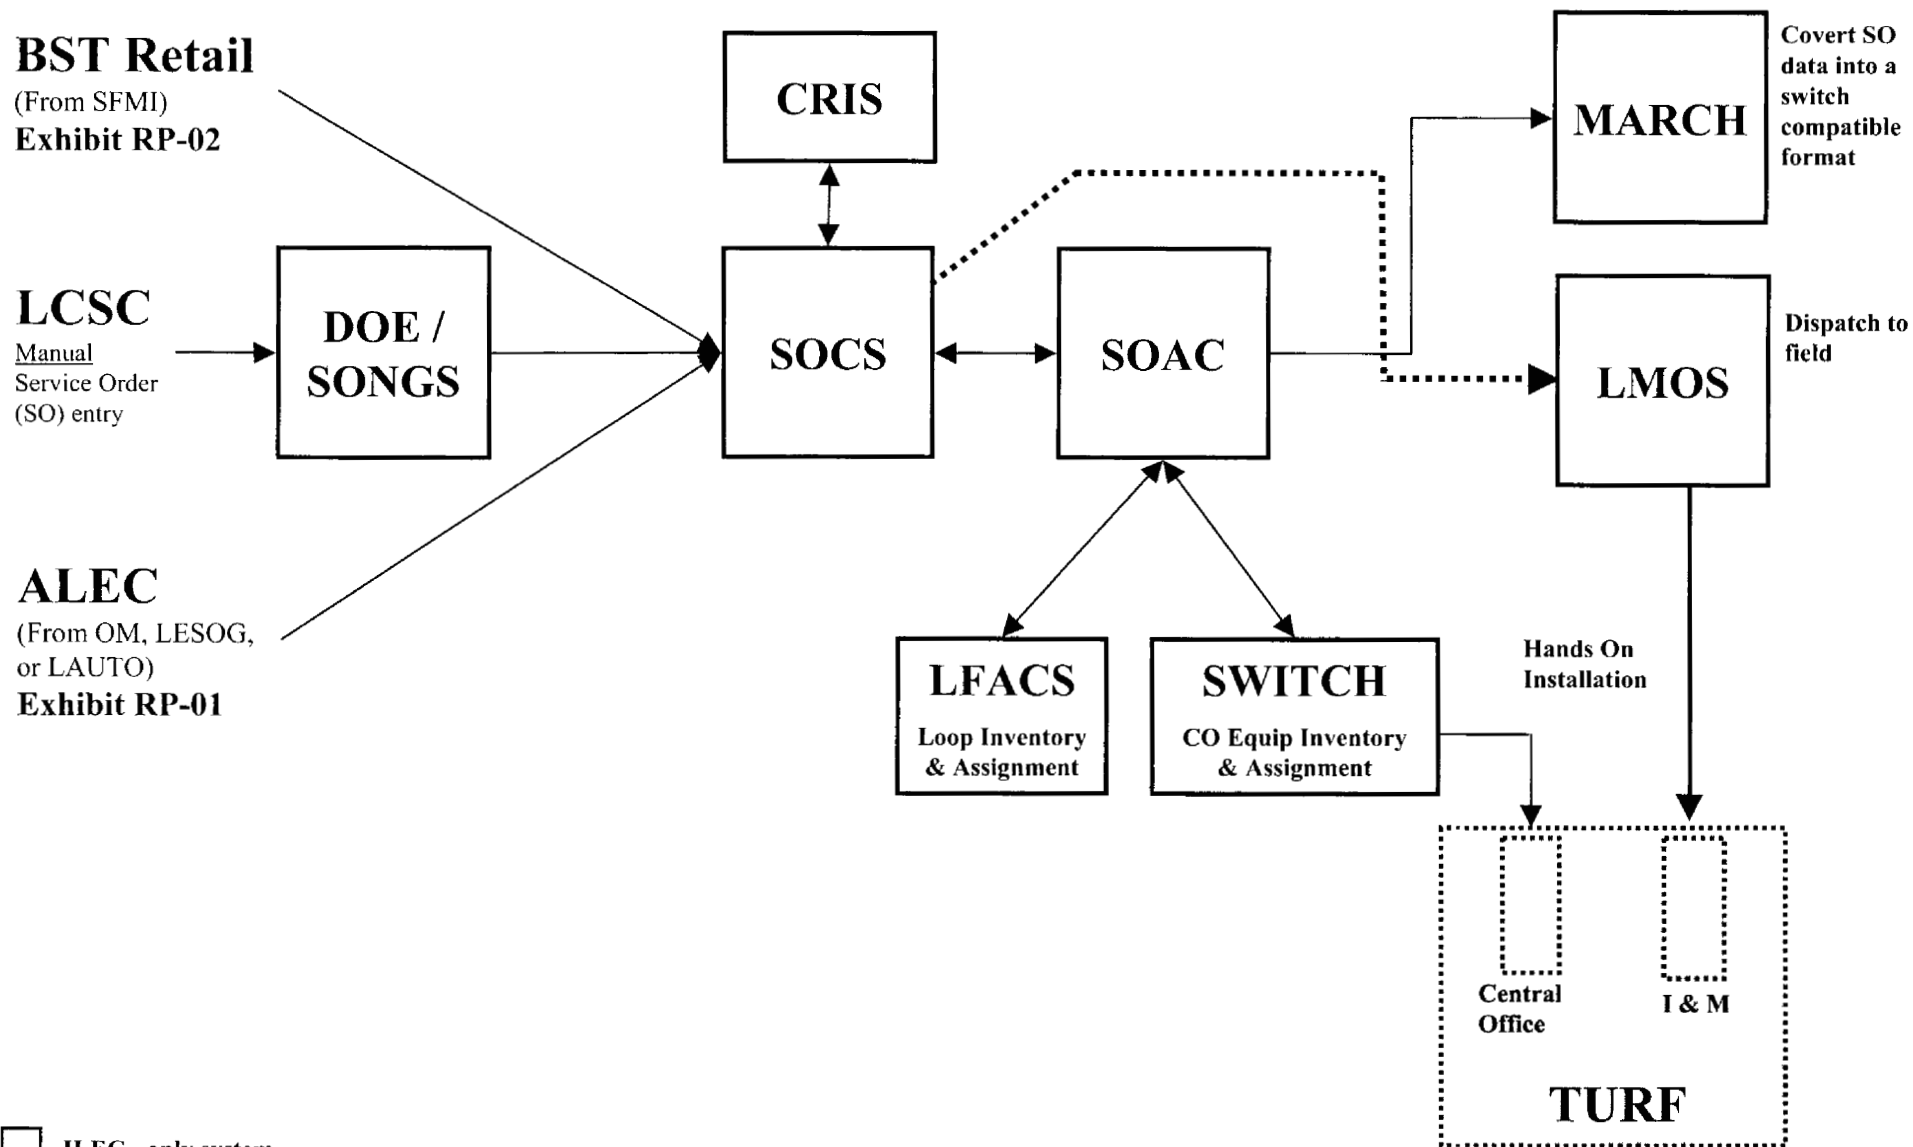 BST Retail
(From SFMI)
Exhibit RP-02
CRIS
MARCH
Covert SO
data into a
switch
compatible
format
LCSC
Manual
Service Order
(SO) entry
DOE /
SONGS
SOCS
SOAC
LMOS
Dispatch to
field
ALEC
(From OM, LESOG,
or LAUTO)
Exhibit RP-01
LFACS
Loop Inventory
& Assignment
SWITCH
CO Equip Inventory
& Assignment
Hands On
Installation
Central
Office
I & M
TURF